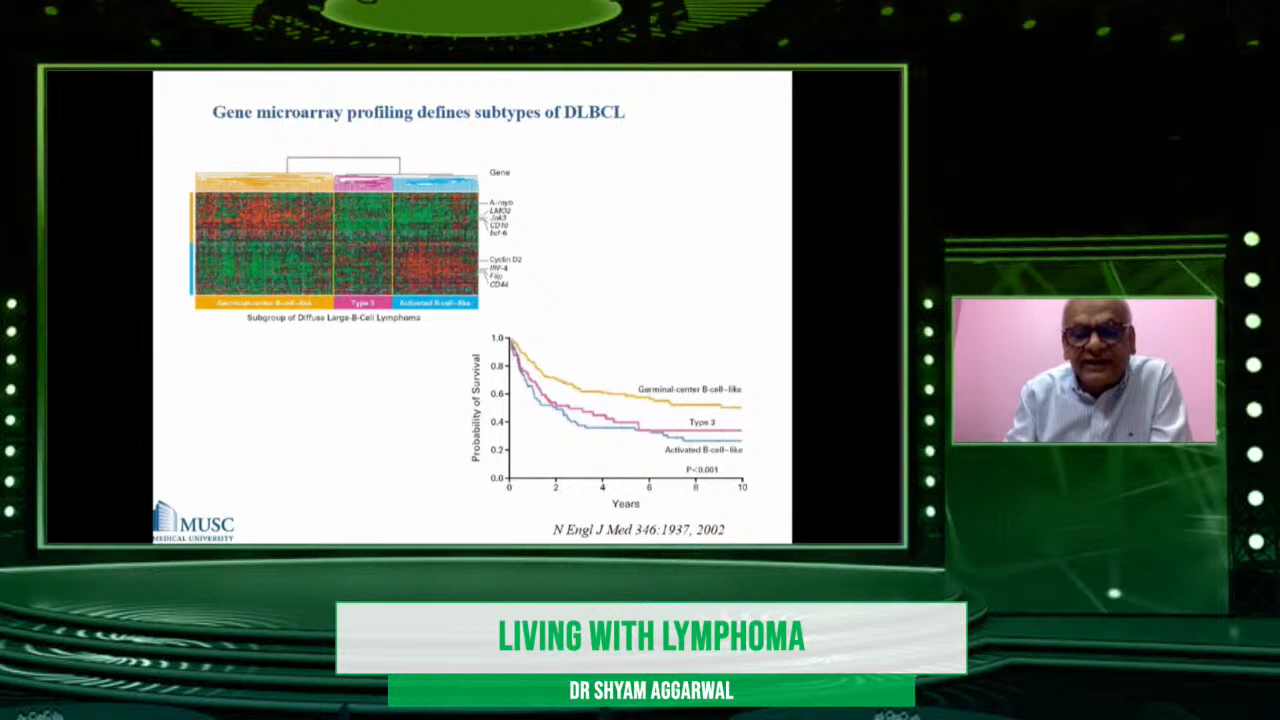 Gene microarray profiling defines subtypes of DLBCL
Gene
A-myb
LMO2
Jnk3
CD10
bcl-6
Cyclin D2
IRF-4
Flip
CD44
Germinal-center B-cell–like
Type 3
Activated B-cell–like
Subgroup of Diffuse Large-B-Cell Lymphoma
Probability of Survival
1.0
0.8
0.6
0.4
0.2
0.0
Germinal-center B-cell–like
Type 3
Activated B-cell–like
P<0.001
0 2 4 6 8 10
Years
MUSC
MEDICAL UNIVERSITY
N Engl J Med 346:1937, 2002
LIVING WITH LYMPHOMA
DR SHYAM AGGARWAL